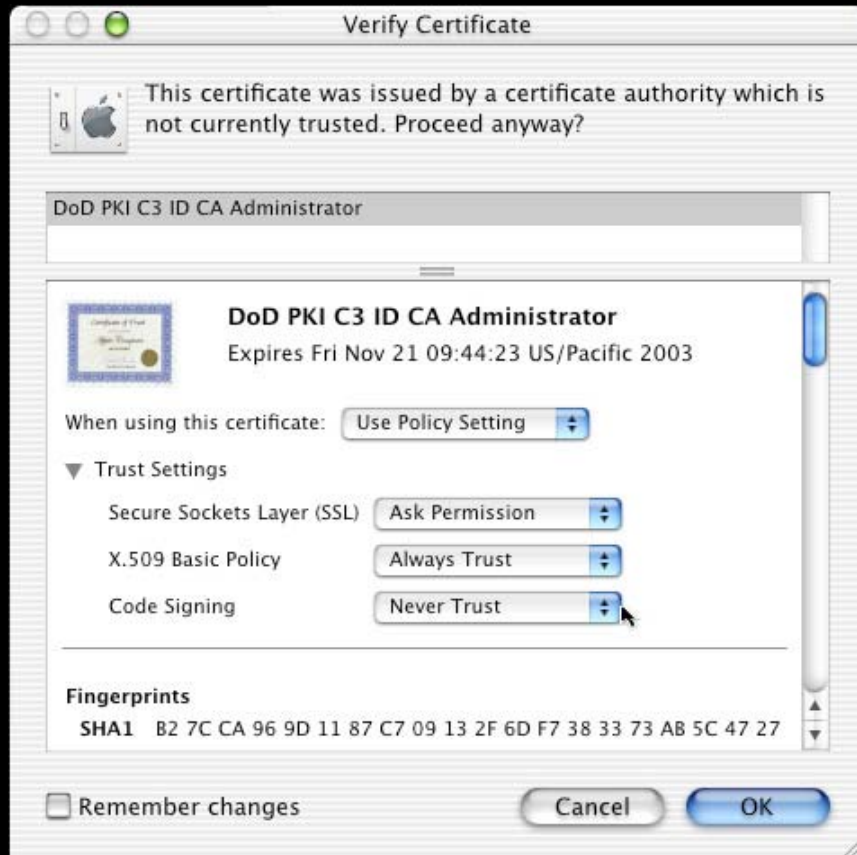 Verify Certificate
This certificate was issued by a certificate authority which is
not currently trusted. Proceed anyway?
DoD PKI C3 ID CA Administrator
DoD PKI C3 ID CA Administrator
Expires Fri Nov 21 09:44:23 US/Pacific 2003
When using this certificate: Use Policy Setting
Trust Settings
Secure Sockets Layer (SSL) Ask Permission
X.509 Basic Policy Always Trust
Code Signing Never Trust
Fingerprints
SHA1 B2 7C CA 96 9D 11 87 C7 09 13 2F 6D F7 38 33 73 AB 5C 47 27
Remember changes Cancel OK